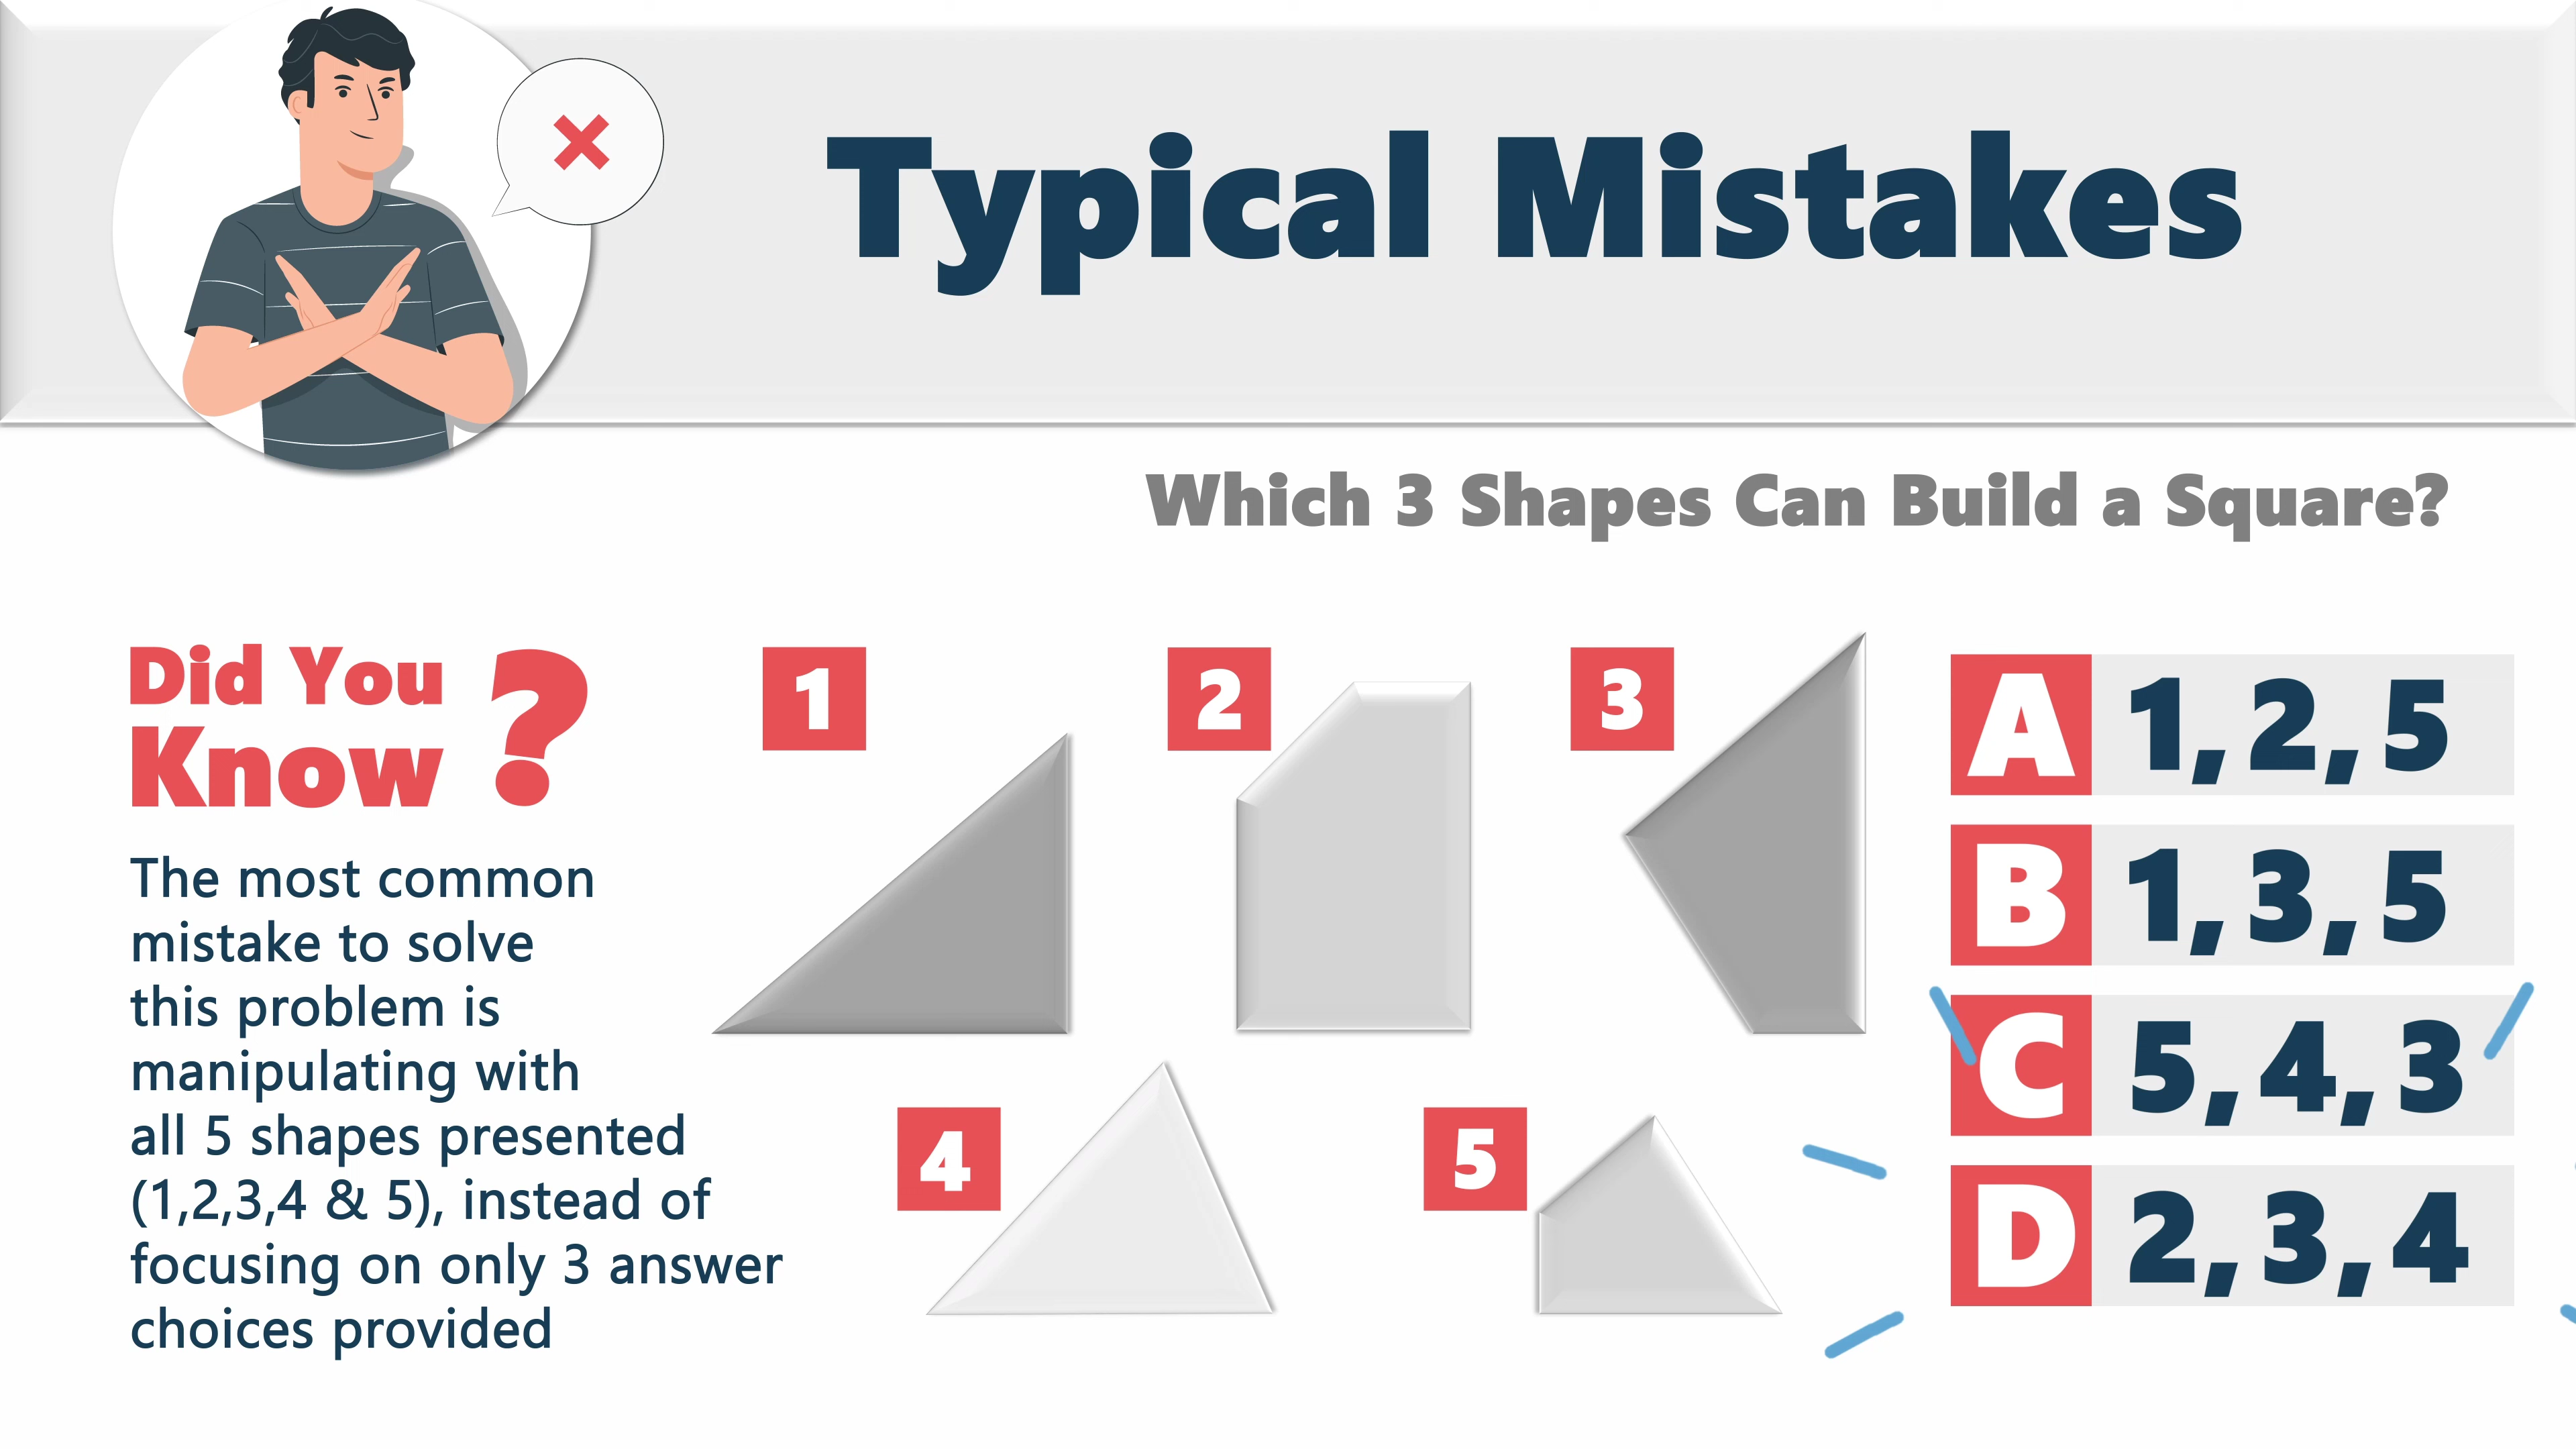 Typical Mistakes
Which 3 Shapes Can Build a Square?
Did You
Know ?
The most common
mistake to solve
this problem is
manipulating with
all 5 shapes presented
(1,2,3,4 & 5), instead of
focusing on only 3 answer
choices provided
1
2
3
4
5
A 1, 2, 5
B 1, 3, 5
C 5, 4, 3
D 2, 3, 4